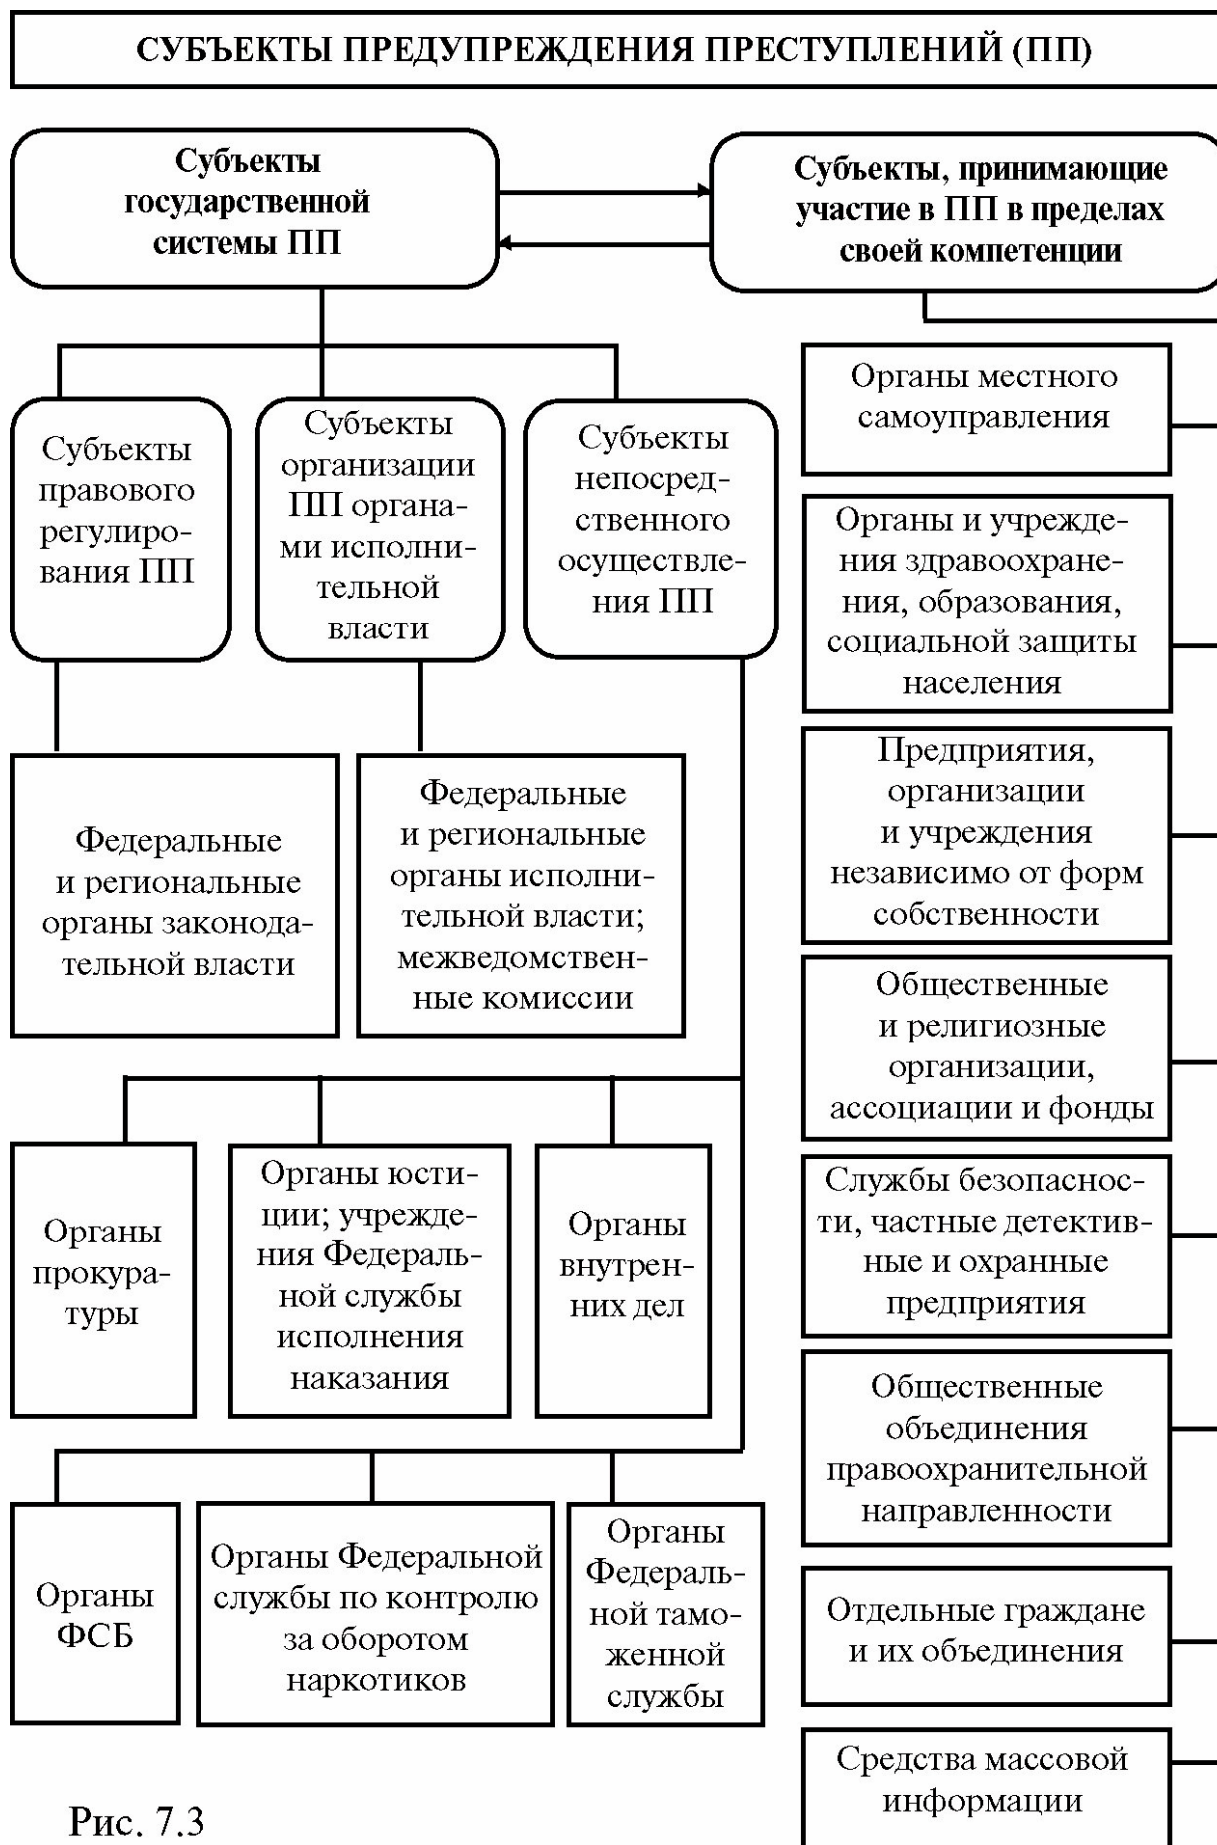 СУБЪЕКТЫ ПРЕДУПРЕЖДЕНИЯ ПРЕСТУПЛЕНИЙ (ПП)
Субъекты
государственной
системы ПП
Субъекты, принимающие
участие в ПП в пределах
своей компетенции
Субъекты
правового
регулиро-
вания ПП
Субъекты
организации
ПП органа-
ми исполни-
тельной
власти
Субъекты
непосред-
ственного
осуществле-
ния ПП
Федеральные
и региональные
органы законода-
тельной власти
Федеральные
и региональные
органы исполни-
тельной власти;
межведомствен-
ные комиссии
Органы
прокура-
туры
Органы юсти-
ции; учрежде-
ния Федераль-
ной службы
исполнения
наказания
Органы
внутрен-
них дел
Органы
ФСБ
Органы Федеральной
службы по контролю
за оборотом
наркотиков
Органы
Федераль-
ной тамо-
женной
службы
Органы местного
самоуправления
Органы и учрежде-
ния здравоохране-
ния, образования,
социальной защиты
населения
Предприятия,
организации
и учреждения
независимо от форм
собственности
Общественные
и религиозные
организации,
ассоциации и фонды
Службы безопаснос-
ти, частные детектив-
ные и охранные
предприятия
Общественные
объединения
правоохранительной
направленности
Отдельные граждане
и их объединения
Средства массовой
информации
Рис. 7.3